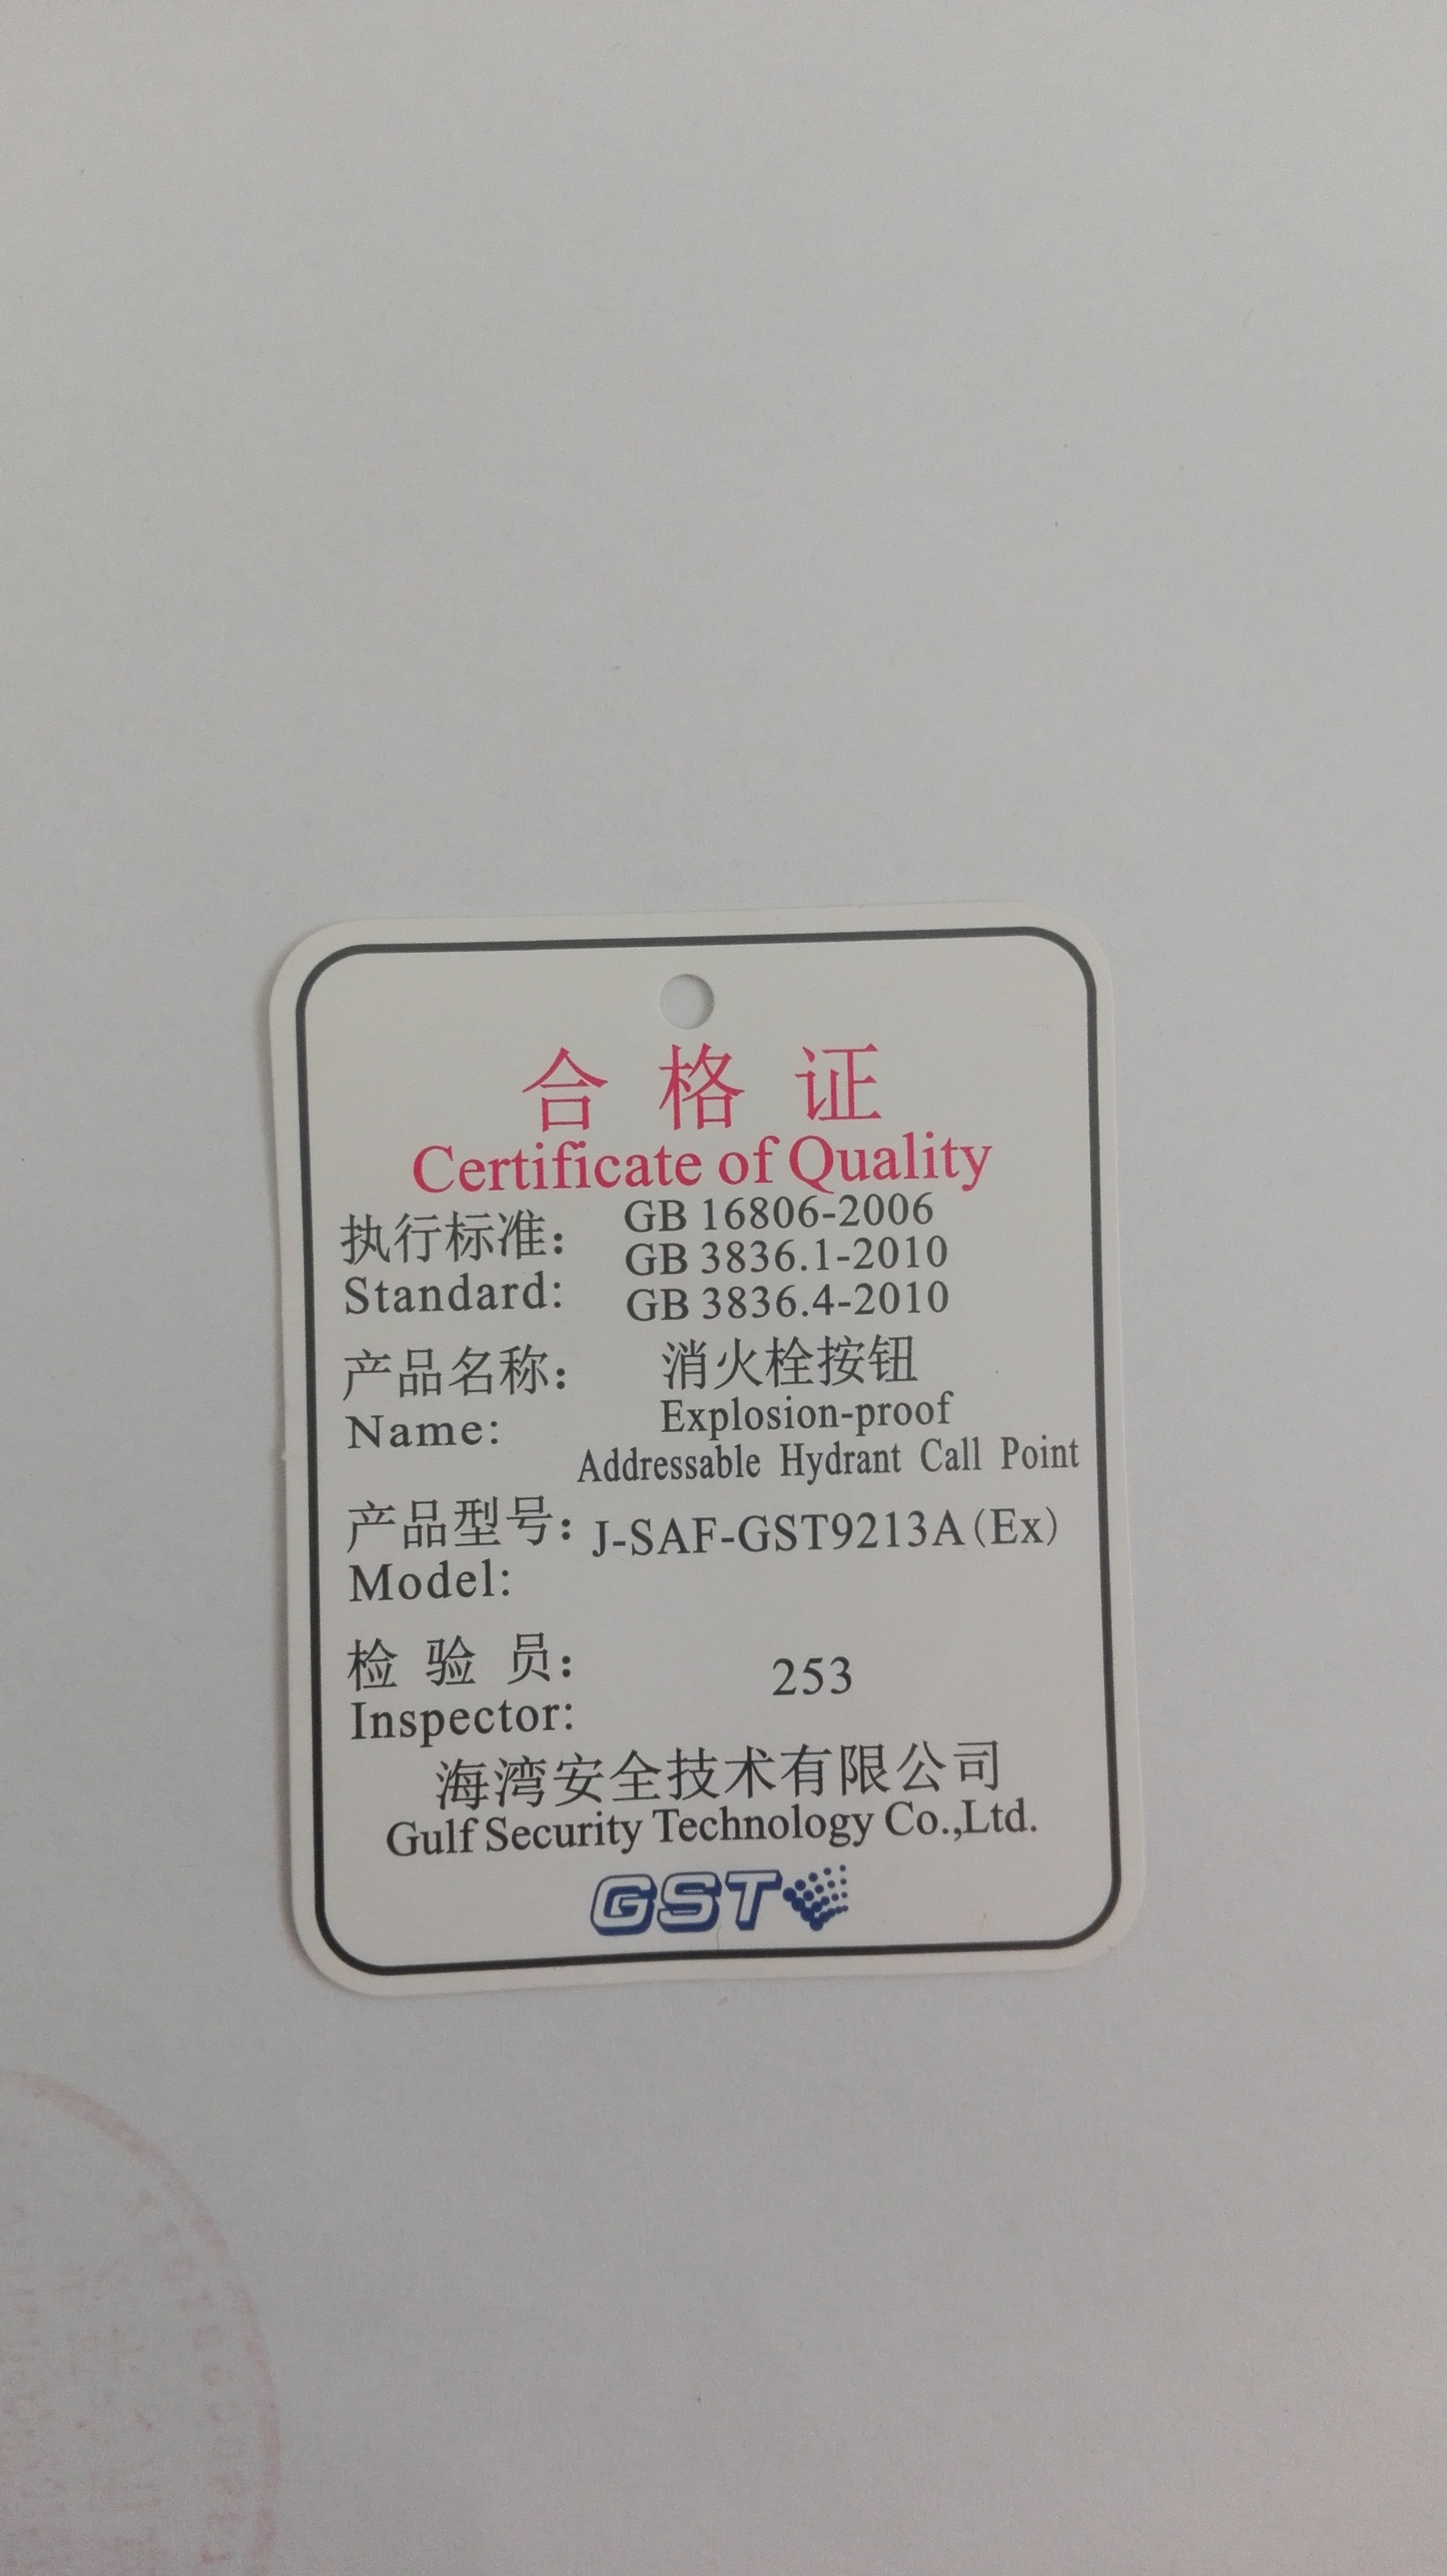 合格证
Certificate of Quality
执行标准：
Standard:
GB 16806-2006
GB 3836.1-2010
GB 3836.4-2010
产品名称：
Name:
消火栓按钮
Explosion-proof
Addressable Hydrant Call Point
产品型号：J-SAF-GST9213A(Ex)
Model:
检验员：
Inspector:
253
海湾安全技术有限公司
Gulf Security Technology Co.,Ltd.
GST